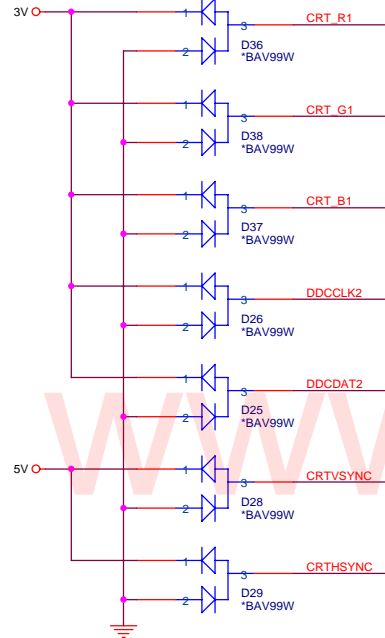 3V
1
CRT_R1
3
2
D36
*BAV99W
1
CRT_G1
3
2
D38
*BAV99W
1
CRT_B1
3
2
D37
*BAV99W
1
DDCCLK2
3
2
D26
*BAV99W
1
DDCDAT2
3
2
D25
*BAV99W
www
5V
1
CRTVSYNC
3
2
D28
*BAV99W
1
CRTHSYNC
3
2
D29
*BAV99W